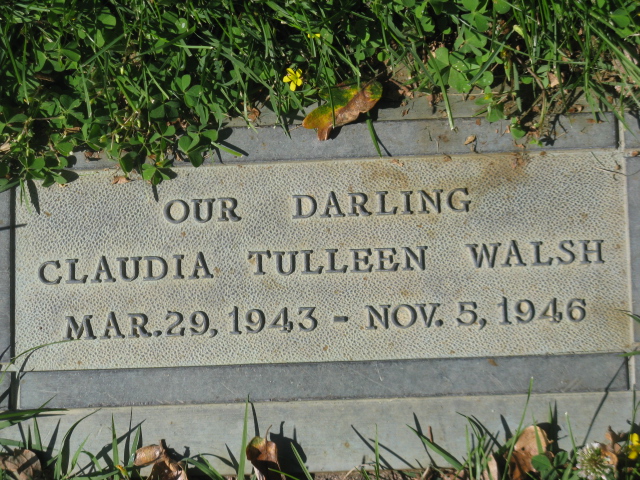 OUR DARLING
CLAUDIA TULLEEN WALSH
MAR. 29, 1943 - NOV. 5, 1946